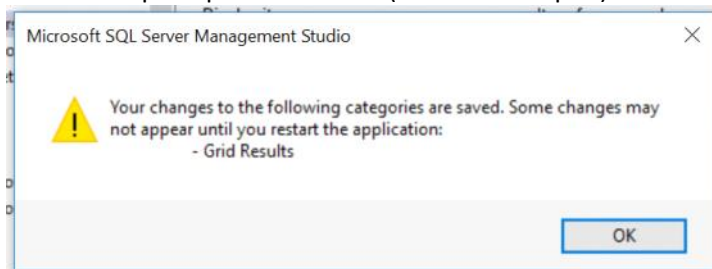 Microsoft SQL Server Management Studio
Your changes to the following categories are saved. Some changes may
not appear until you restart the application:
- Grid Results
OK